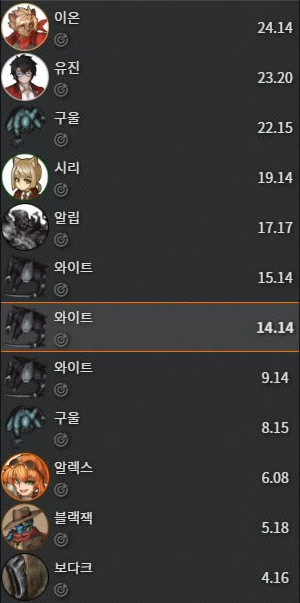 이온
24.14
유진
23.20
구울
22.15
시리
19.14
알립
17.17
와이트
15.14
와이트
14.14
와이트
9.14
구울
8.15
알렉스
6.08
블랙잭
5.18
보다크
4.16